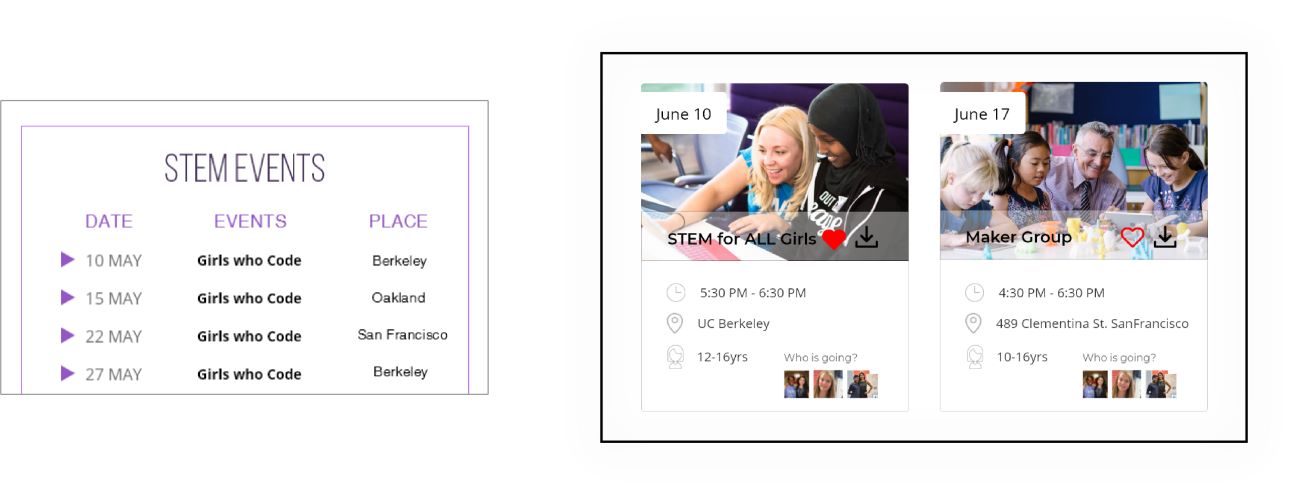 STEM EVENTS
DATE EVENTS PLACE
10 MAY Girls who Code Berkeley
15 MAY Girls who Code Oakland
22 MAY Girls who Code San Francisco
27 MAY Girls who Code Berkeley
June 10
STEM for ALL Girls
5:30 PM - 6:30 PM
UC Berkeley
12-16yrs Who is going?
June 17
Maker Group
4:30 PM - 6:30 PM
489 Clementina St. SanFrancisco
10-16yrs Who is going?